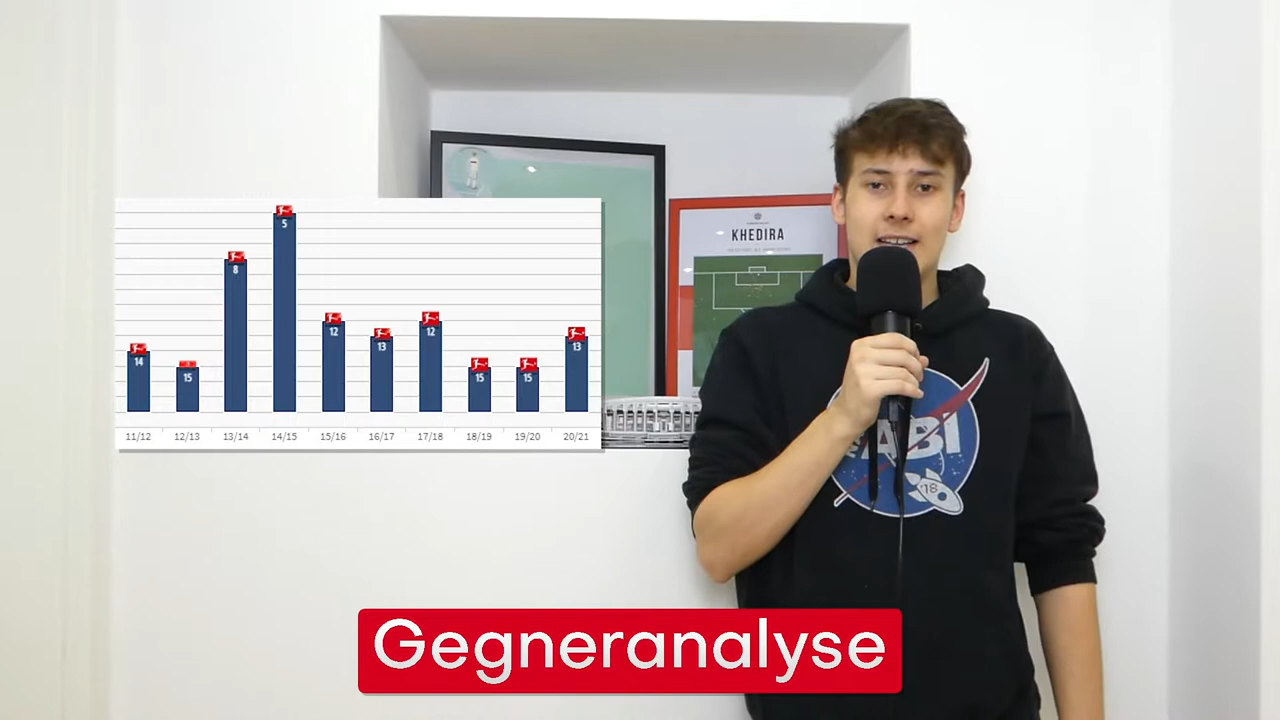 KHEDIRA
5
8
12
12
13
13
14
15
15
15
11/12 12/13 13/14 14/15 15/16 16/17 17/18 18/19 19/20 20/21
ABI
'18
Gegneranalyse